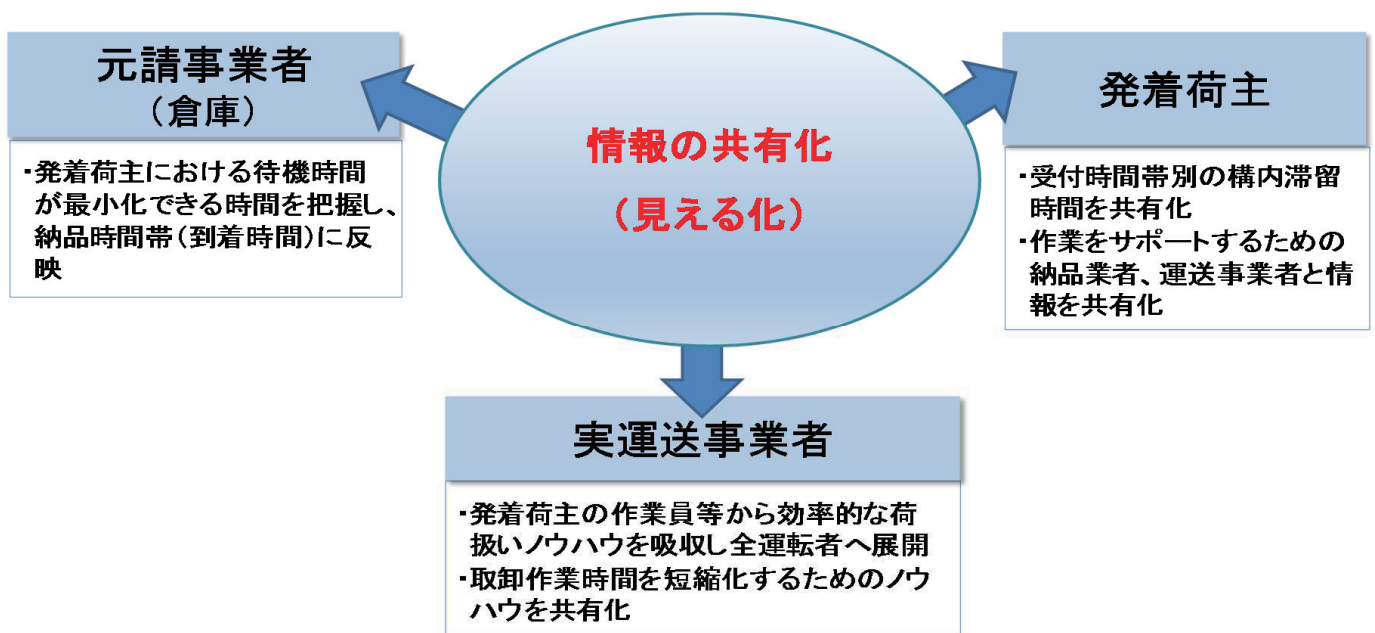 元請事業者
（倉庫）
・発着荷主における待機時間
が最小化できる時間を把握し、
納品時間帯（到着時間）に反
映
情報の共有化
（見える化）
発着荷主
・受付時間帯別の構内滞留
時間を共有化
・作業をサポートするための
納品業者、運送事業者と情
報を共有化
実運送事業者
・発着荷主の作業員等から効率的な荷
扱いノウハウを吸収し全運転者へ展開
・取卸作業時間を短縮化するためのノウ
ハウを共有化